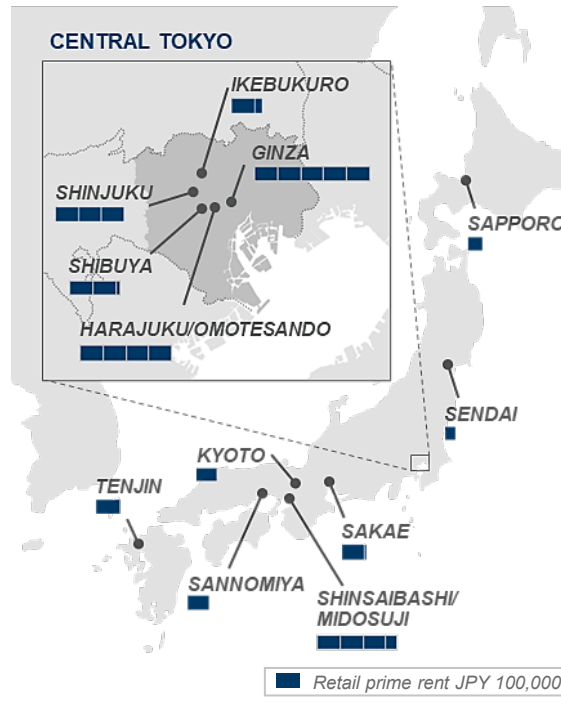 CENTRAL TOKYO
IKEBUKURO
GINZA
SHINJUKU
SHIBUYA
HARAJUKU/OMOTESANDO
SAPPORO
SENDAI
KYOTO
TENJIN
SAKAE
SANNOMIYA
SHINSAIBASHI/
MIDOSUJI
Retail prime rent JPY 100,000